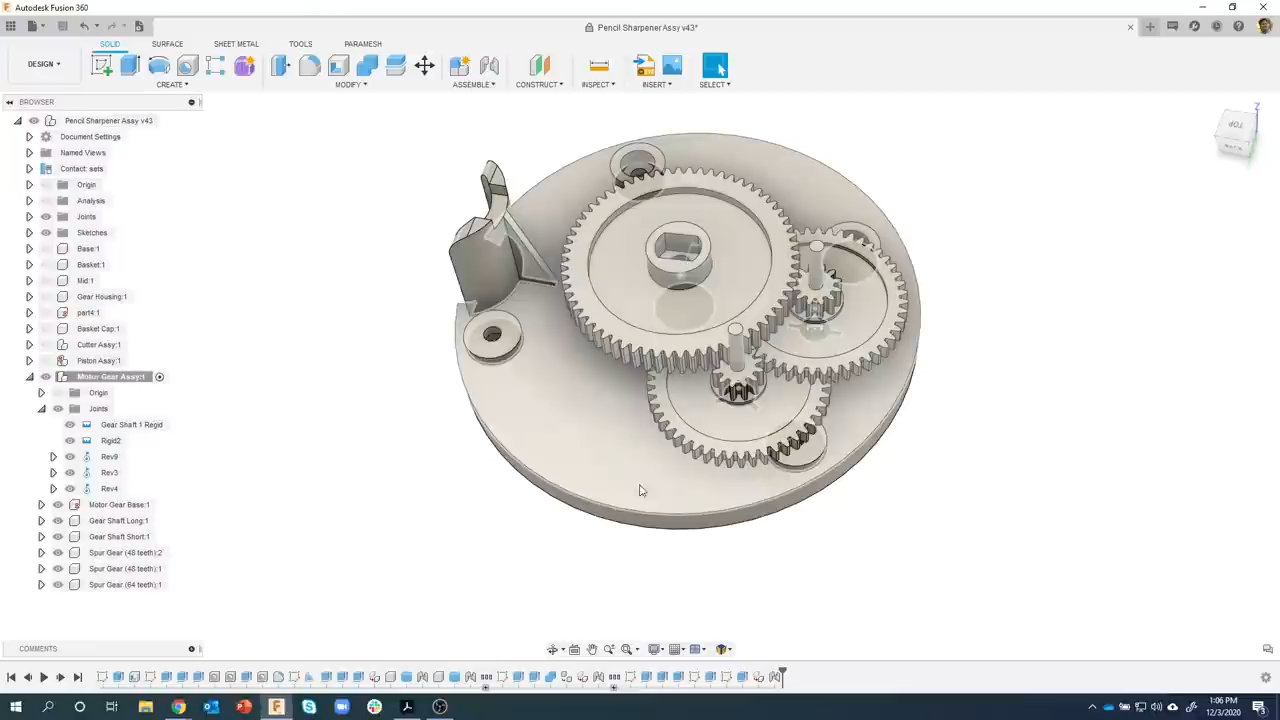 Autodesk Fusion 360
Pencil Sharpener Assy v43*
SOLID SURFACE SHEET METAL TOOLS PARAMESH
DESIGN
CREATE MODIFY ASSEMBLE CONSTRUCT INSPECT INSERT SELECT
BROWSER
Pencil Sharpener Assy v43
Document Settings
Named Views
Contact: sets
Origin
Analysis
Joints
Sketches
Base:1
Basket:1
Mid:1
Gear Housing:1
part4:1
Basket Cap:1
Cutter Assy:1
Piston Assy:1
Motor Gear Assy:1
Origin
Joints
Gear Shaft 1 Regid
Rigid2
Rev9
Rev3
Rev4
Motor Gear Base:1
Gear Shaft Long:1
Gear Shaft Short:1
Spur Gear (48 teeth):2
Spur Gear (48 teeth):1
Spur Gear (64 teeth):1
Z
TOP
COMMENTS
1:06 PM
12/3/2020